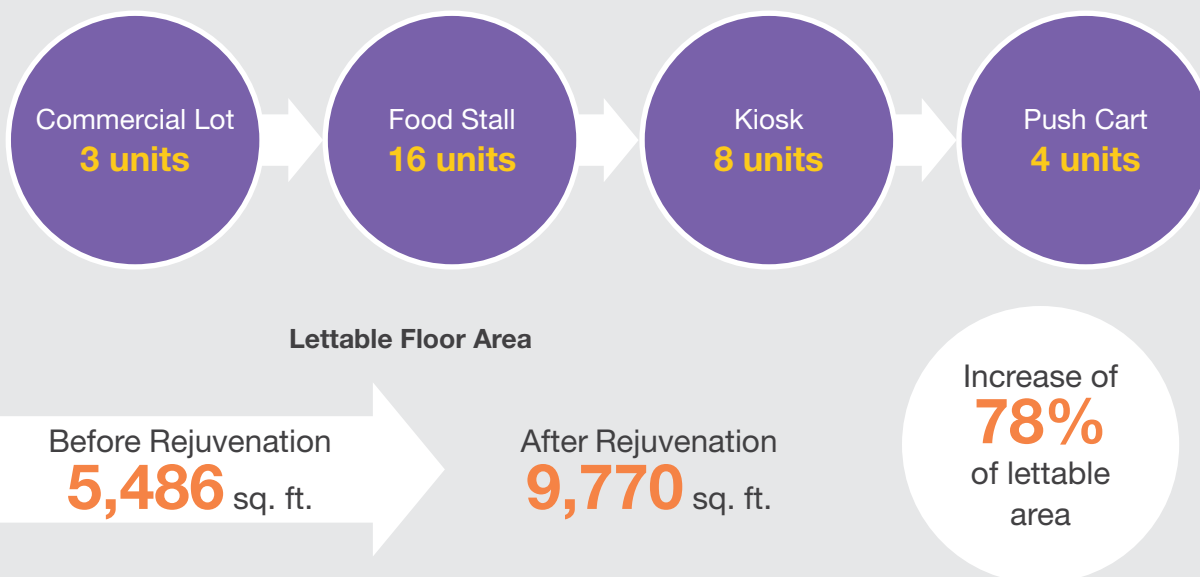 Commercial Lot
3 units
Food Stall
16 units
Kiosk
8 units
Push Cart
4 units
Lettable Floor Area
Before Rejuvenation
5,486 sq. ft.
After Rejuvenation
9,770 sq. ft.
Increase of
78%
of lettable
area